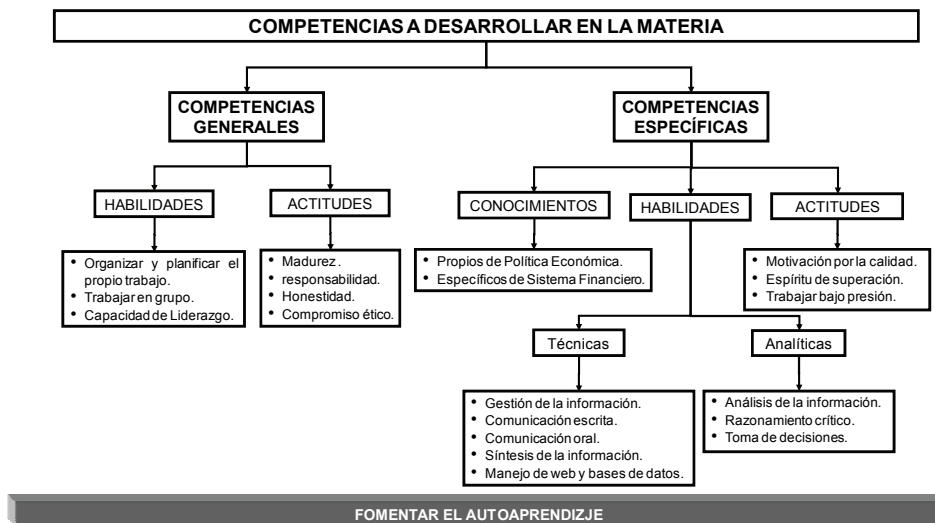 COMPETENCIAS A DESARROLLAR EN LA MATERIA
COMPETENCIAS
GENERALES
COMPETENCIAS
ESPECÍFICAS
HABILIDADES
ACTITUDES
CONOCIMIENTOS
HABILIDADES
ACTITUDES
• Organizar y planificar el
propio trabajo.
• Trabajar en grupo.
• Capacidad de Liderazgo.
• Madurez.
• responsabilidad.
• Honestidad.
• Compromiso ético.
• Propios de Política Económica.
• Específicos de Sistema Financiero.
• Motivación por la calidad.
• Espíritu de superación.
• Trabajar bajo presión.
Técnicas
Analíticas
• Gestión de la información.
• Comunicación escrita.
• Comunicación oral.
• Síntesis de la información.
• Manejo de web y bases de datos.
• Análisis de la información.
• Razonamiento crítico.
• Toma de decisiones.
FOMENTAR EL AUTOAPRENDIZJE